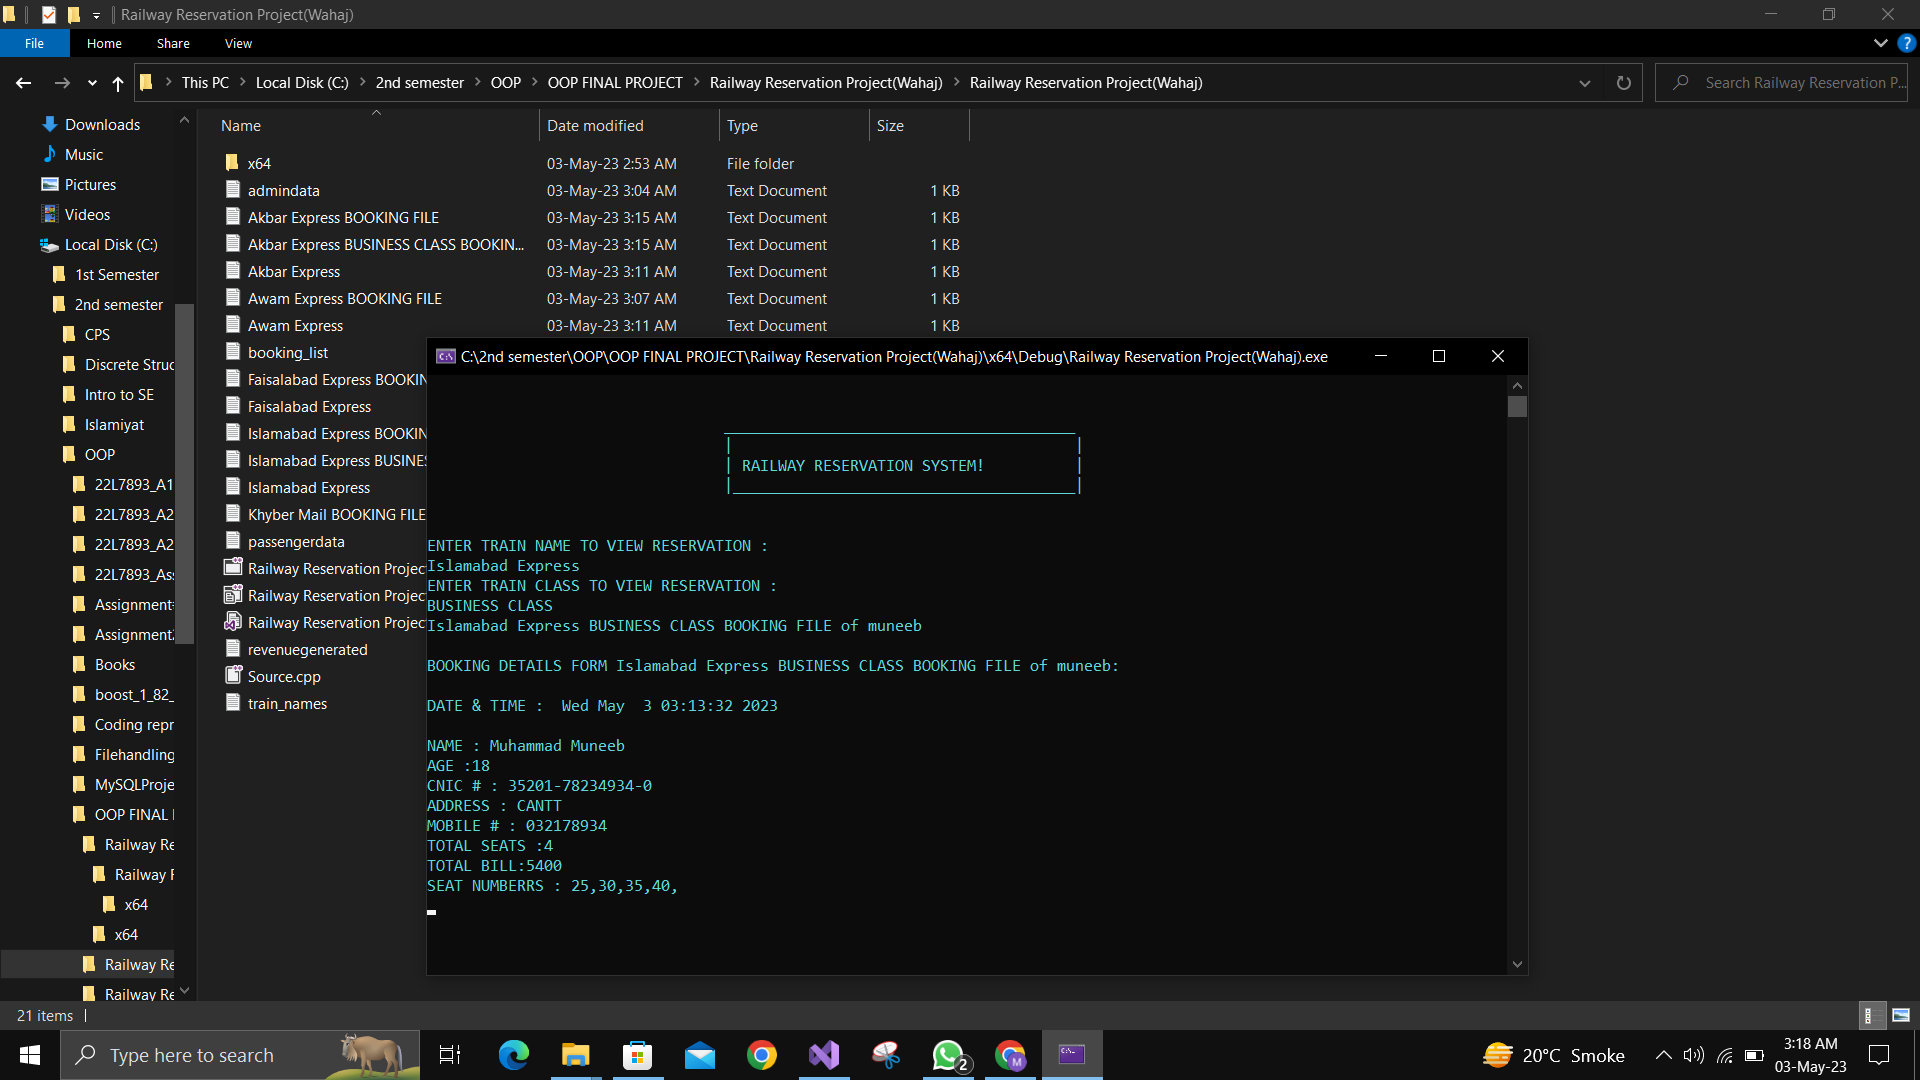 Railway Reservation Project(Wahaj)
File Home Share View
This PC Local Disk (C:) 2nd semester OOP OOP FINAL PROJECT Railway Reservation Project(Wahaj) Railway Reservation Project(Wahaj)
Search Railway Reservation P...
Downloads
Music
Pictures
Videos
Local Disk (C:)
1st Semester
2nd semester
CPS
Discrete Struc
Intro to SE
Islamiyat
OOP
22L7893_A1
22L7893_A2
22L7893_A2
22L7893_Ass
Assignment
Assignment
Books
boost_1_82_
Coding repr
Filehandling
MySQLProje
OOP FINAL
Railway Re
Railway
x64
x64
Railway Re
Railway Re
Name Date modified Type Size
x64 03-May-23 2:53 AM File folder
admindata 03-May-23 3:04 AM Text Document 1 KB
Akbar Express BOOKING FILE 03-May-23 3:15 AM Text Document 1 KB
Akbar Express BUSINESS CLASS BOOKIN... 03-May-23 3:15 AM Text Document 1 KB
Akbar Express 03-May-23 3:11 AM Text Document 1 KB
Awam Express BOOKING FILE 03-May-23 3:07 AM Text Document 1 KB
Awam Express 03-May-23 3:11 AM Text Document 1 KB
booking_list
Faisalabad Express BOOKIN
Faisalabad Express
Islamabad Express BOOKIN
Islamabad Express BUSINES
Islamabad Express
Khyber Mail BOOKING FILE
passengerdata
Railway Reservation Projec
Railway Reservation Projec
Railway Reservation Projec
revenuegenerated
Source.cpp
train_names
C:\2nd semester\OOP\OOP FINAL PROJECT\Railway Reservation Project(Wahaj)\x64\Debug\Railway Reservation Project(Wahaj).exe
RAILWAY RESERVATION SYSTEM!
ENTER TRAIN NAME TO VIEW RESERVATION :
Islamabad Express
ENTER TRAIN CLASS TO VIEW RESERVATION :
BUSINESS CLASS
Islamabad Express BUSINESS CLASS BOOKING FILE of muneeb
BOOKING DETAILS FORM Islamabad Express BUSINESS CLASS BOOKING FILE of muneeb:
DATE & TIME :  Wed May  3 03:13:32 2023
NAME : Muhammad Muneeb
AGE :18
CNIC # : 35201-78234934-0
ADDRESS : CANTT
MOBILE # : 032178934
TOTAL SEATS :4
TOTAL BILL:5400
SEAT NUMBERRS : 25,30,35,40,
21 items
Type here to search
2
M
20°C Smoke
3:18 AM
03-May-23